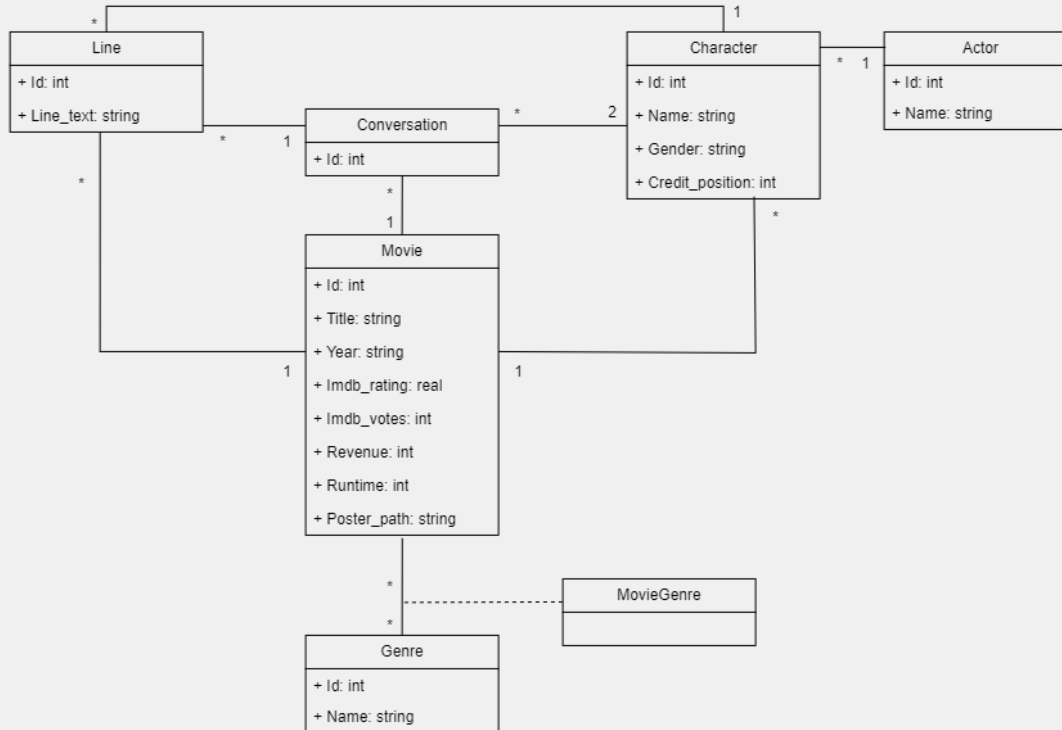 * 1
Line
+ Id: int
+ Line_text: string
Character
+ Id: int
+ Name: string
+ Gender: string
+ Credit_position: int
* 1
Actor
+ Id: int
+ Name: string
* 1
Conversation
+ Id: int
* 2
*
*
1
*
Movie
+ Id: int
+ Title: string
+ Year: string
+ Imdb_rating: real
+ Imdb_votes: int
+ Revenue: int
+ Runtime: int
+ Poster_path: string
1 1
*
*
MovieGenre
Genre
+ Id: int
+ Name: string